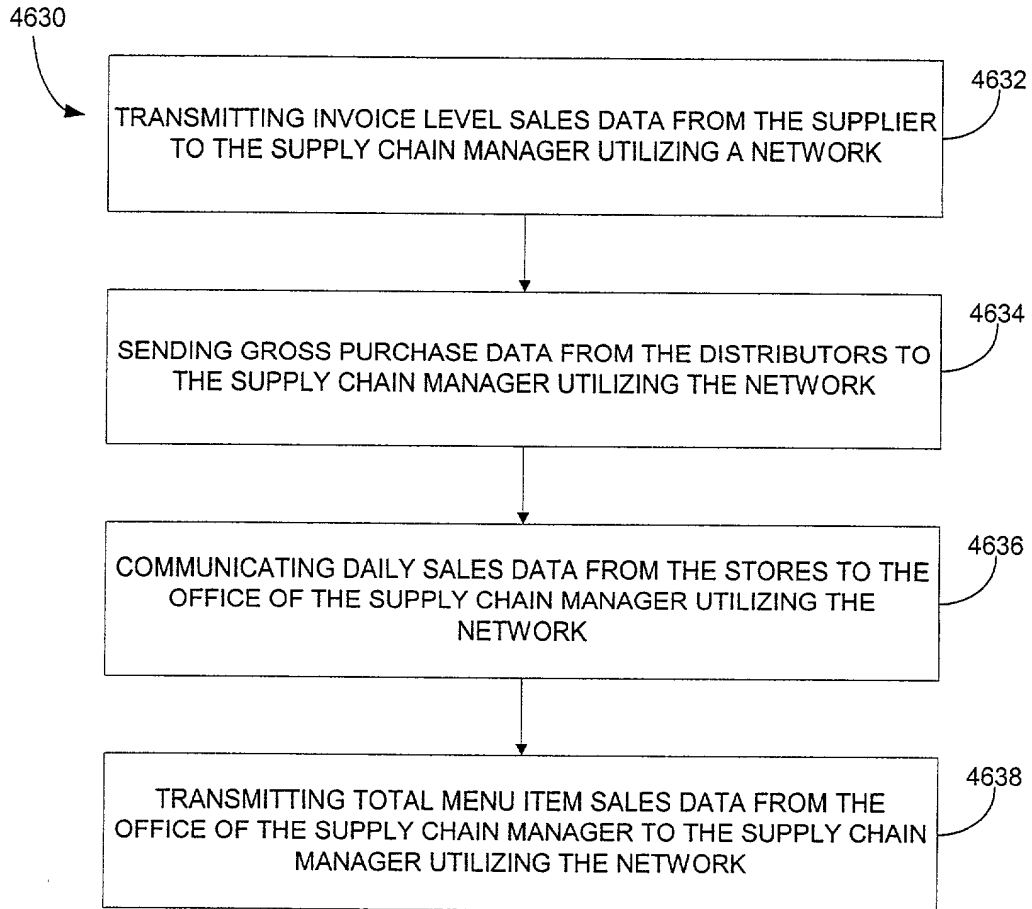 4630
4632
TRANSMITTING INVOICE LEVEL SALES DATA FROM THE SUPPLIER
TO THE SUPPLY CHAIN MANAGER UTILIZING A NETWORK
4634
SENDING GROSS PURCHASE DATA FROM THE DISTRIBUTORS TO
THE SUPPLY CHAIN MANAGER UTILIZING THE NETWORK
4636
COMMUNICATING DAILY SALES DATA FROM THE STORES TO THE
OFFICE OF THE SUPPLY CHAIN MANAGER UTILIZING THE
NETWORK
4638
TRANSMITTING TOTAL MENU ITEM SALES DATA FROM THE
OFFICE OF THE SUPPLY CHAIN MANAGER TO THE SUPPLY CHAIN
MANAGER UTILIZING THE NETWORK